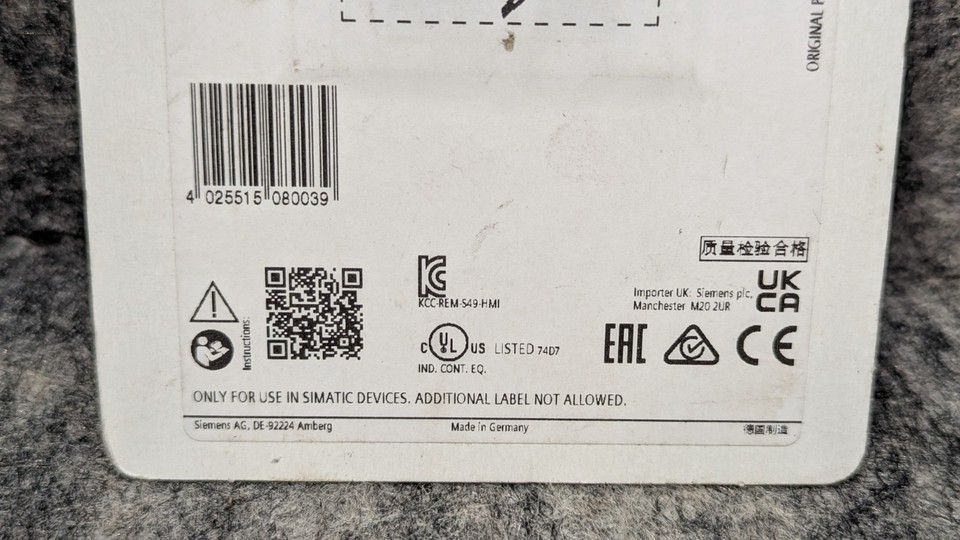 ORIGINAL
4 025515 080039
质量检验合格
KCC-REM-S49-HMI
Importer UK: Siemens plc,
Manchester M20 2UR
UK
CA
Instructions:
EAC
CE
c UL US LISTED 74D7
IND. CONT. EQ.
ONLY FOR USE IN SIMATIC DEVICES. ADDITIONAL LABEL NOT ALLOWED.
Siemens AG, DE-92224 Amberg
Made in Germany
德国制造